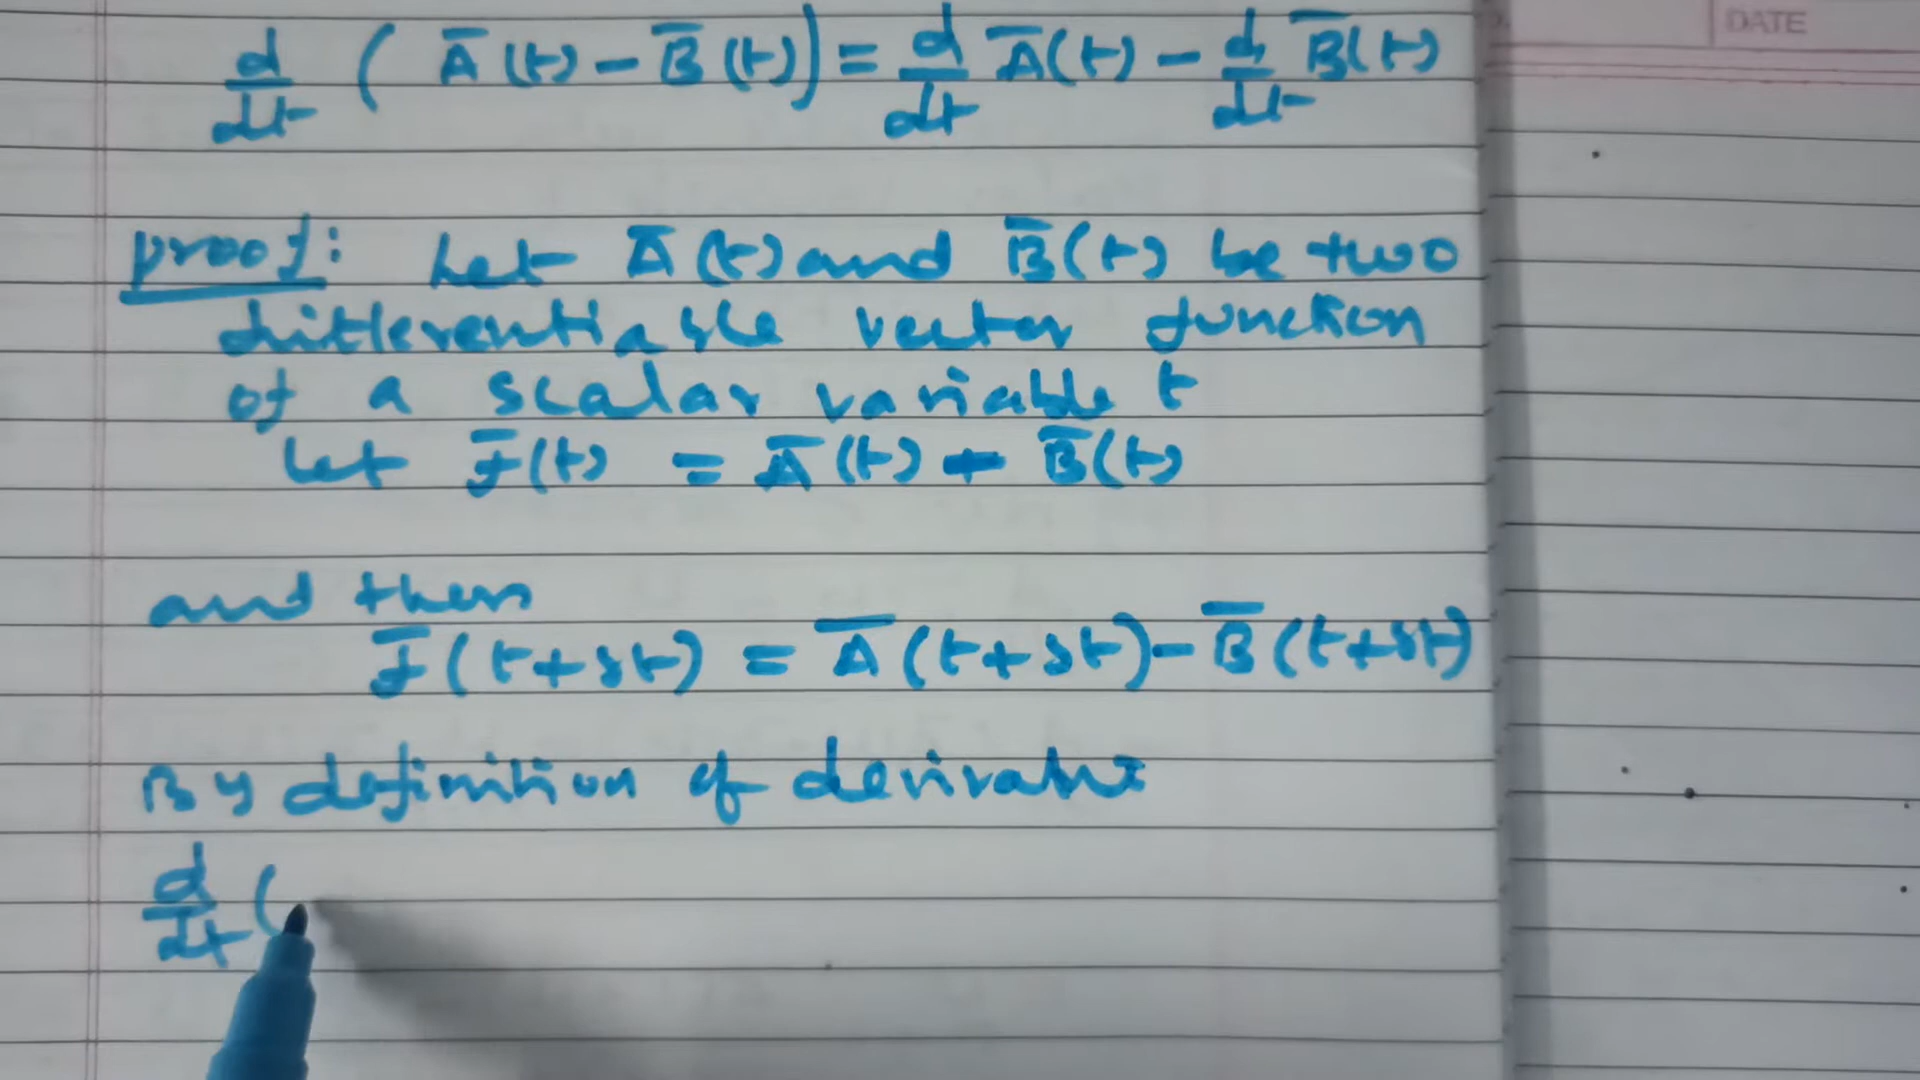 d/dt ( A̅(t) – B̅(t) ) = d/dt A̅(t) – d/dt B̅(t)
DATE
proof: Let A̅(t) and B̅(t) be two
differentiable vector function
of a scalar variable t
let f̅(t) = A̅(t) - B̅(t)
and then
f̅(t+δt) = A̅(t+δt) – B̅(t+δt)
By definition of derivative
d/dt (